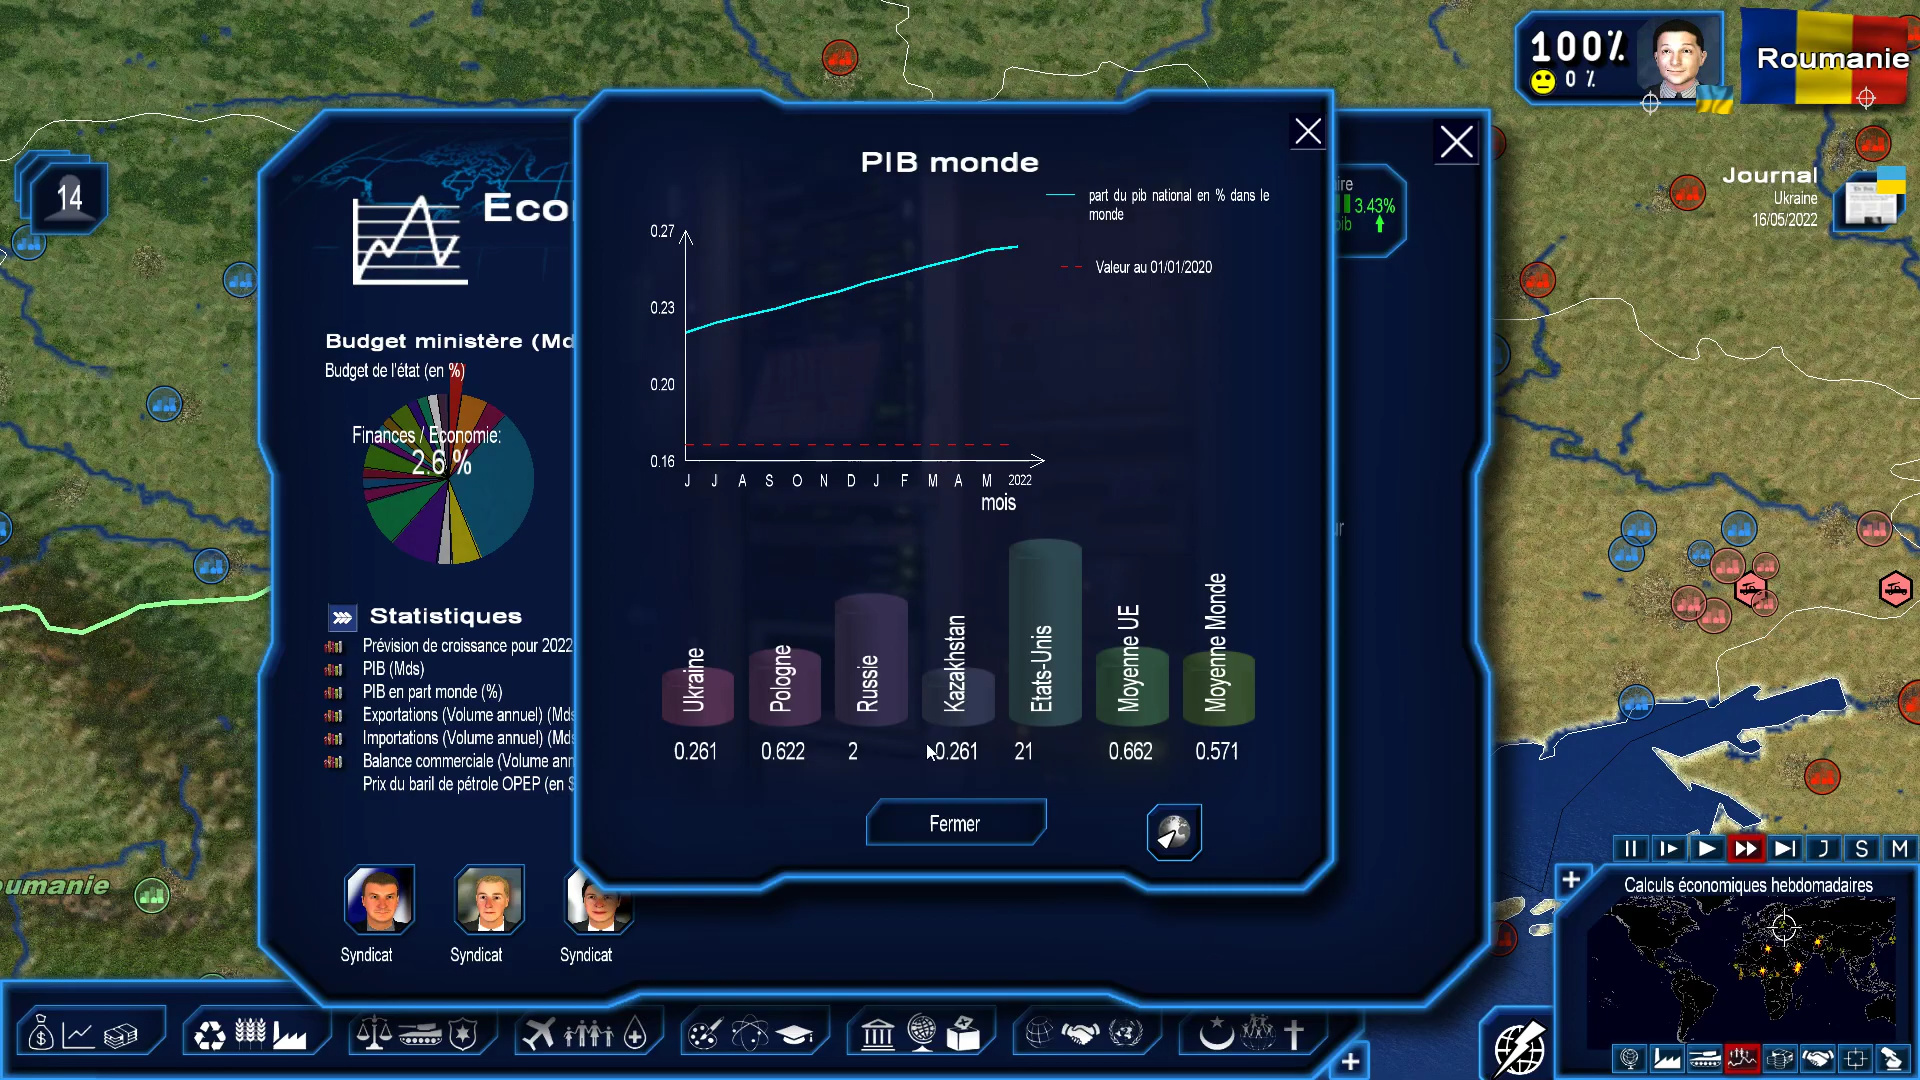 100%
0 %
Roumanie
14
Journal
Ukraine
16/05/2022
PIB monde
part du pib national en % dans le
monde
Valeur au 01/01/2020
0.27
0.23
0.20
0.16
J J A S O N D J F M A M 2022
mois
Eco
3.43%
Budget ministère (Md
Budget de l'état (en %)
Finances / Economie:
2.6 %
Statistiques
Prévision de croissance pour 2022
PIB (Mds)
PIB en part monde (%)
Exportations (Volume annuel) (Mds
Importations (Volume annuel) (Mds
Balance commerciale (Volume ann
Prix du baril de pétrole OPEP (en $
Ukraine
Pologne
Russie
Kazakhstan
Etats-Unis
Moyenne UE
Moyenne Monde
0.261
0.622
2
0.261
21
0.662
0.571
Fermer
Syndicat
Syndicat
Syndicat
oumanie
J S M
Calculs économiques hebdomadaires